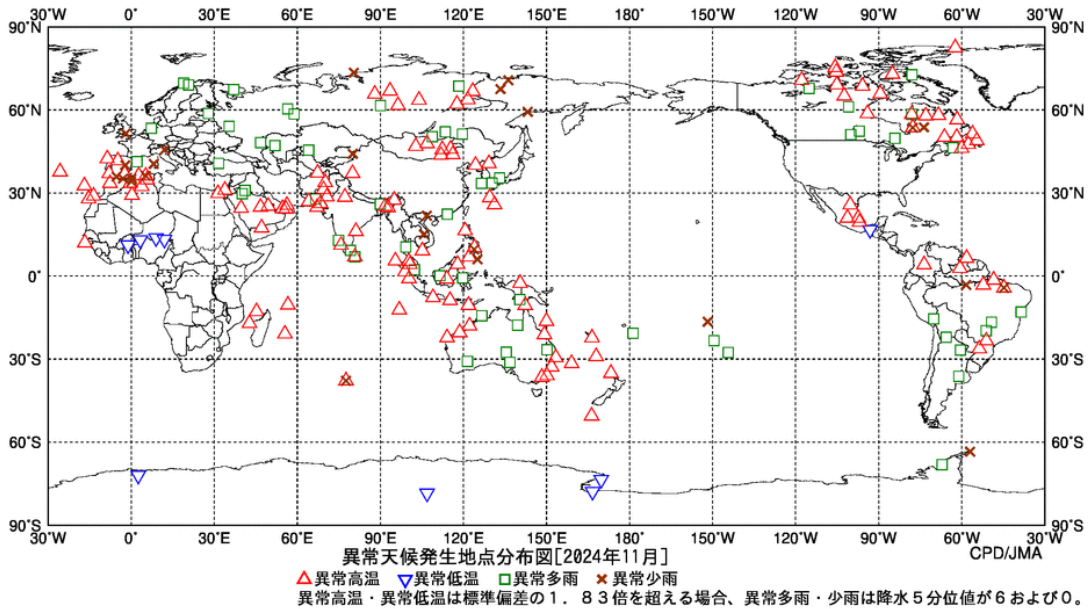 30°W 0° 30°E 60°E 90°E 120°E 150°E 180° 150°W 120°W 90°W 60°W 30°W
90°N 90°N
60°N 60°N
30°N 30°N
0° 0°
30°S 30°S
60°S 60°S
90°S 90°S
30°W 0° 30°E 60°E 90°E 120°E 150°E 180° 150°W 120°W 90°W 60°W 30°W
異常天候発生地点分布図[2024年11月] CPD/JMA
異常高温 異常低温 異常多雨 異常少雨
異常高温・異常低温は標準偏差の1.83倍を超える場合、異常多雨・少雨は降水5分位値が6および0。